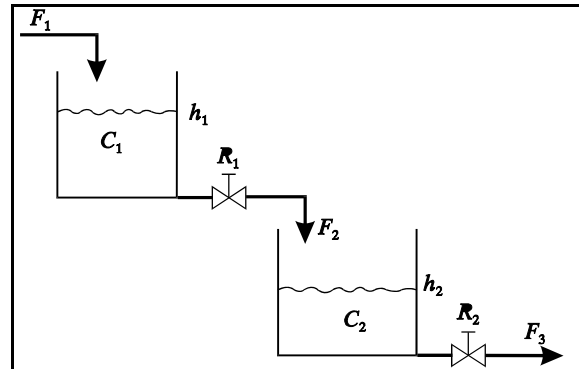 F₁
h₁
C₁
R₁
F₂
h₂
C₂
R₂
F₃